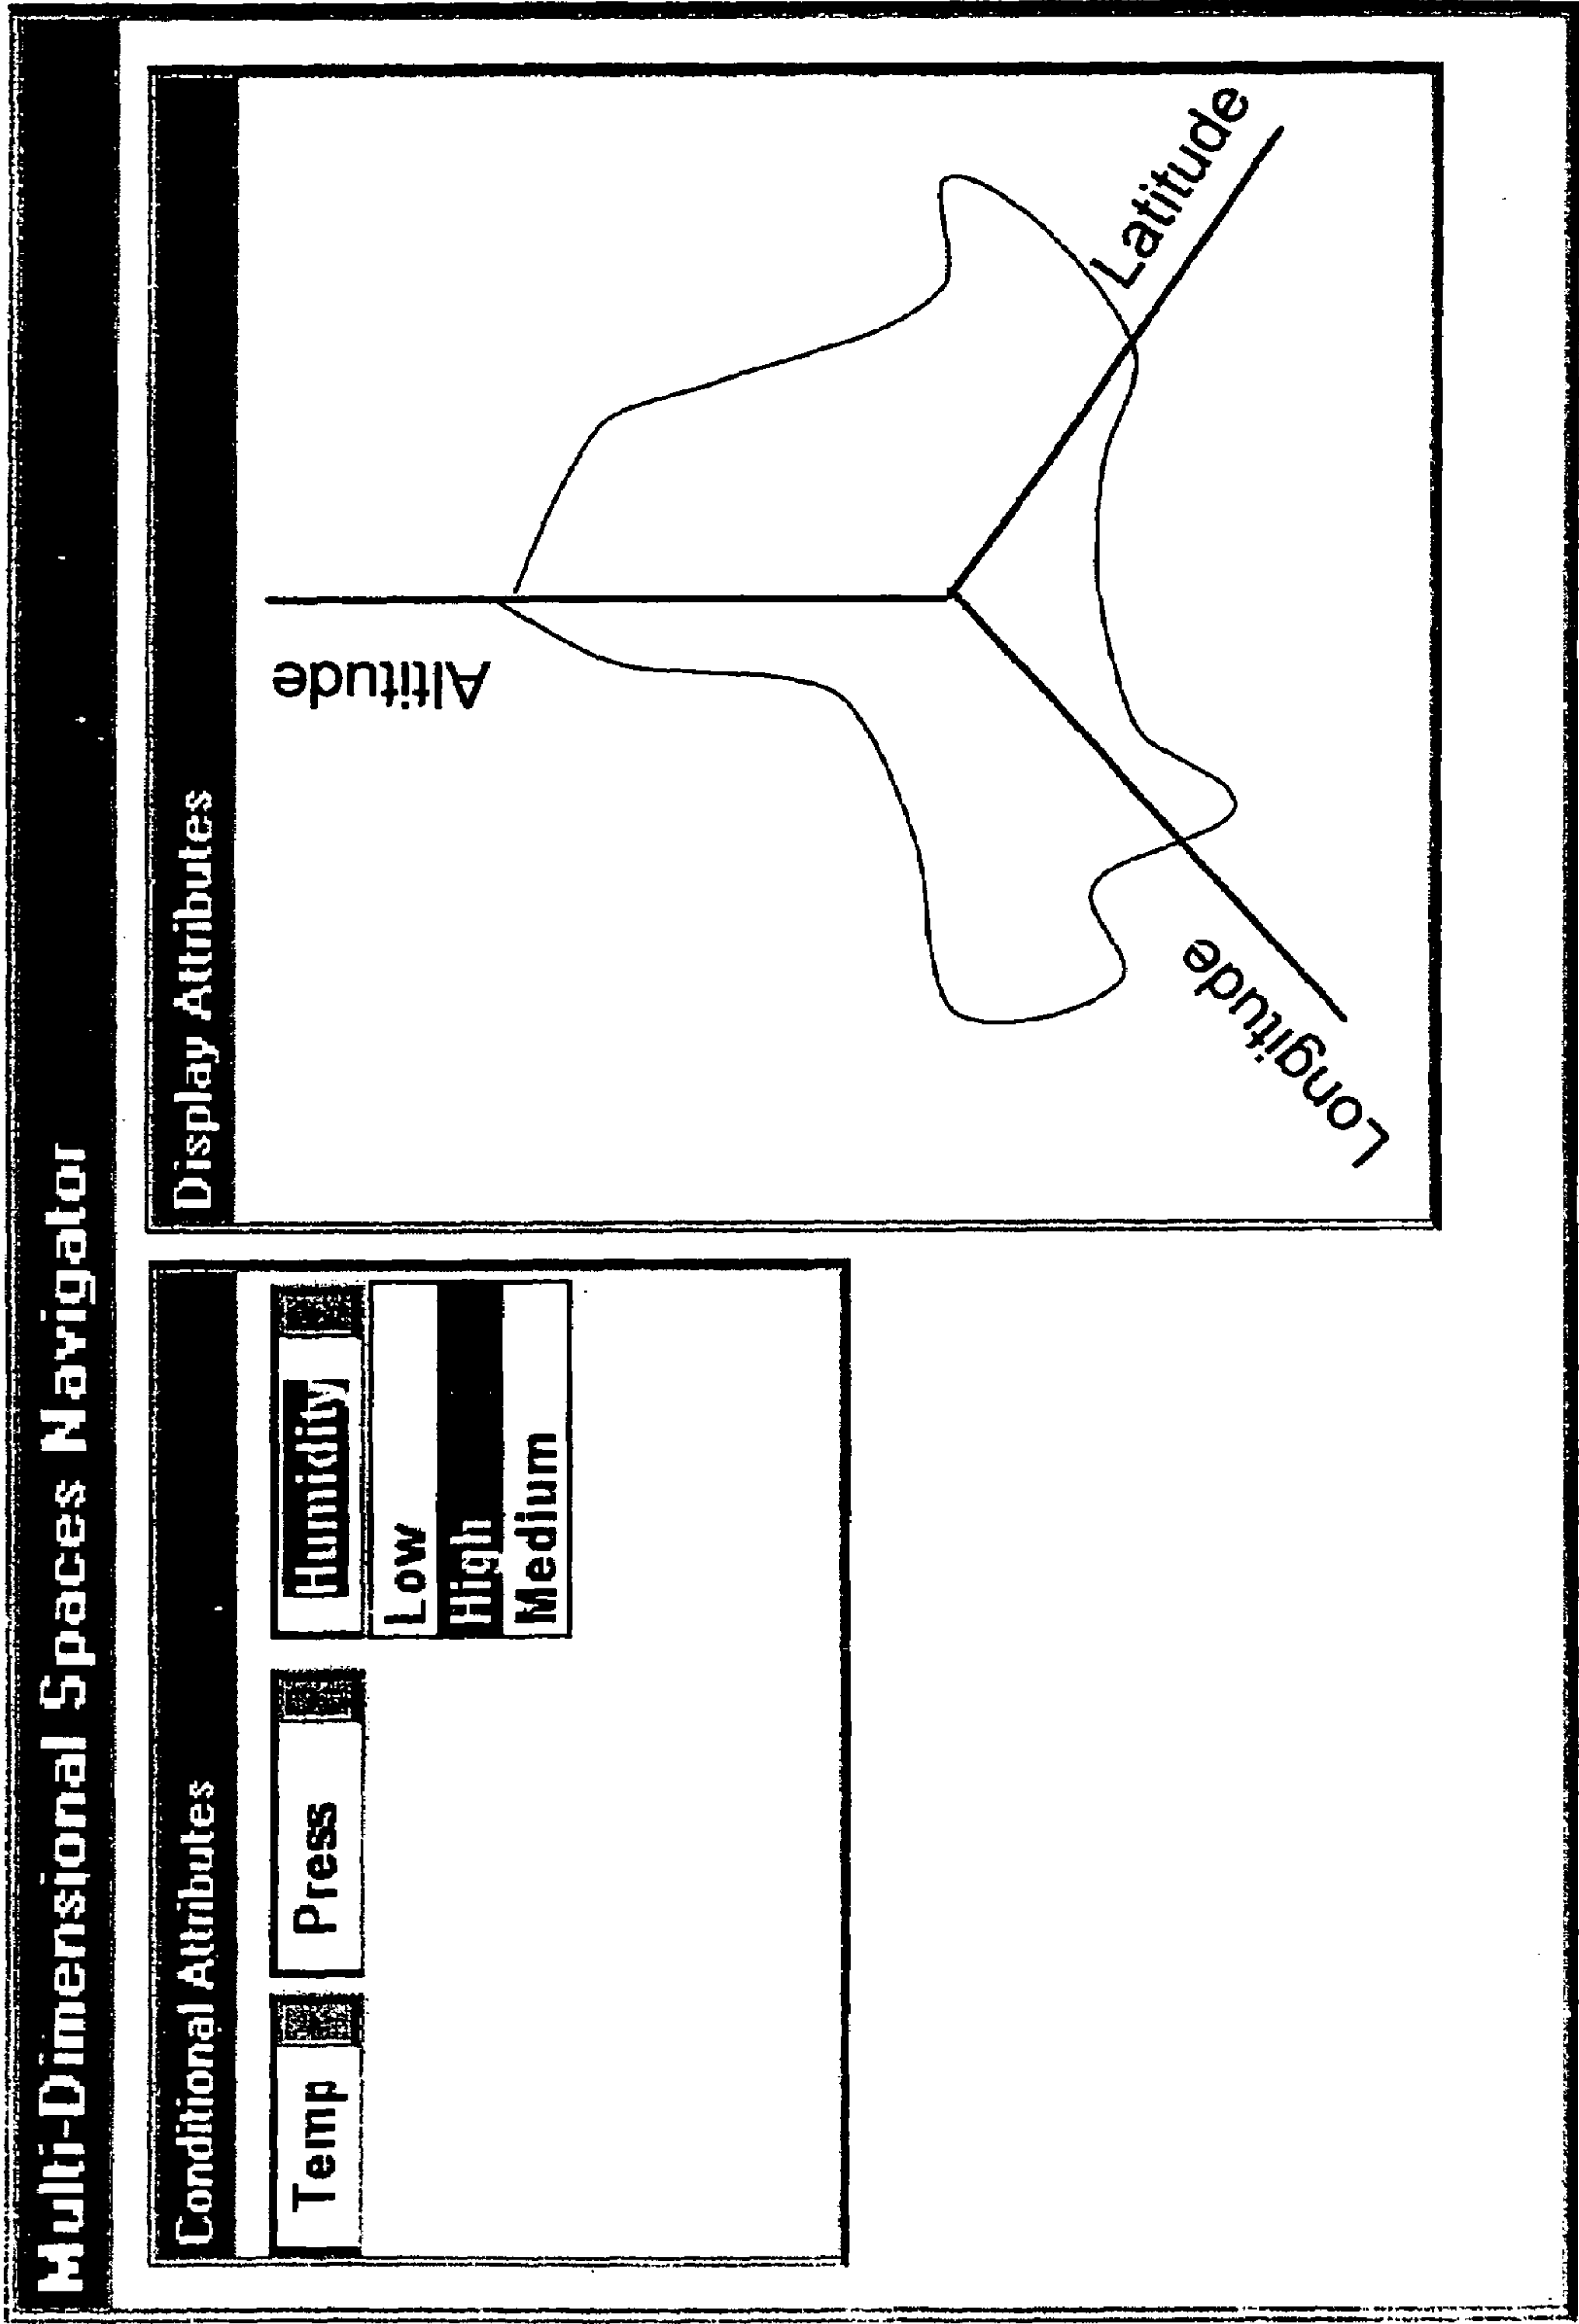 Multi-Dimensional Spaces Navigator
Conditional Attributes
Temp
Press
Humidity
Low
High
Medium
Display Attributes
Altitude
Latitude
Longitude